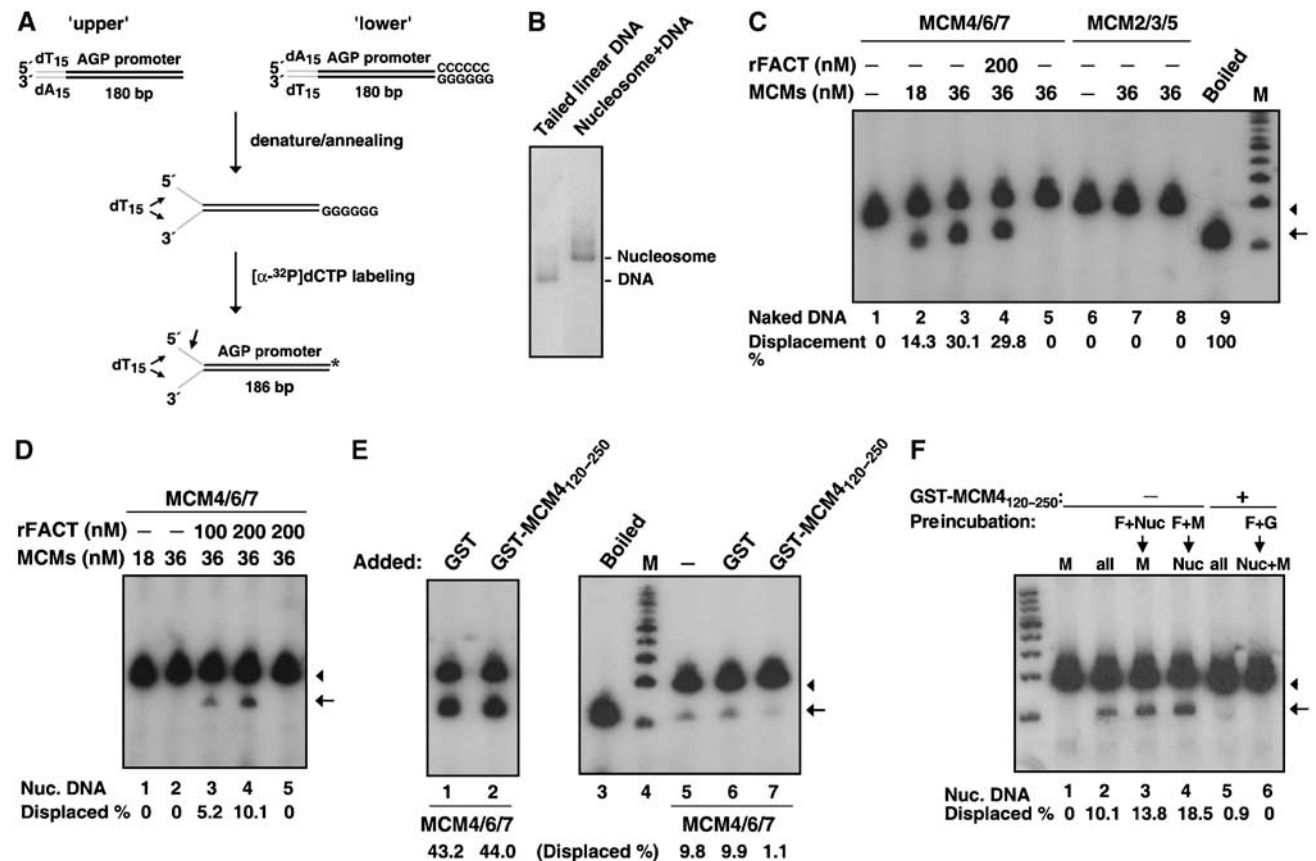 A
'upper'
'lower'
5´ dT15 AGP promoter
3´ dA15 180 bp
5´ dA15 AGP promoter CCCCCC
3´ dT15 180 bp GGGGGG
denature/annealing
5´
dT15
GGGGGG
3´
[α-32P]dCTP labeling
5´
AGP promoter
*
dT15
186 bp
3´
B
Tailed linear DNA
Nucleosome+DNA
– Nucleosome
– DNA
C
MCM4/6/7 MCM2/3/5
rFACT (nM) – – – 200 – – – –
MCMs (nM) – 18 36 36 36 – 36 36 Boiled M
Naked DNA 1 2 3 4 5 6 7 8 9
Displacement 0 14.3 30.1 29.8 0 0 0 0 100
%
D
MCM4/6/7
rFACT (nM) – – 100 200 200
MCMs (nM) 18 36 36 36 36
Nuc. DNA 1 2 3 4 5
Displaced % 0 0 5.2 10.1 0
E
Added: GST GST-MCM4120–250 Boiled M – GST GST-MCM4120–250
1 2 3 4 5 6 7
MCM4/6/7 MCM4/6/7
43.2 44.0 (Displaced %) 9.8 9.9 1.1
F
GST-MCM4120–250: – +
Preincubation: F+Nuc F+M F+G
M all M Nuc all Nuc+M
Nuc. DNA 1 2 3 4 5 6
Displaced % 0 10.1 13.8 18.5 0.9 0